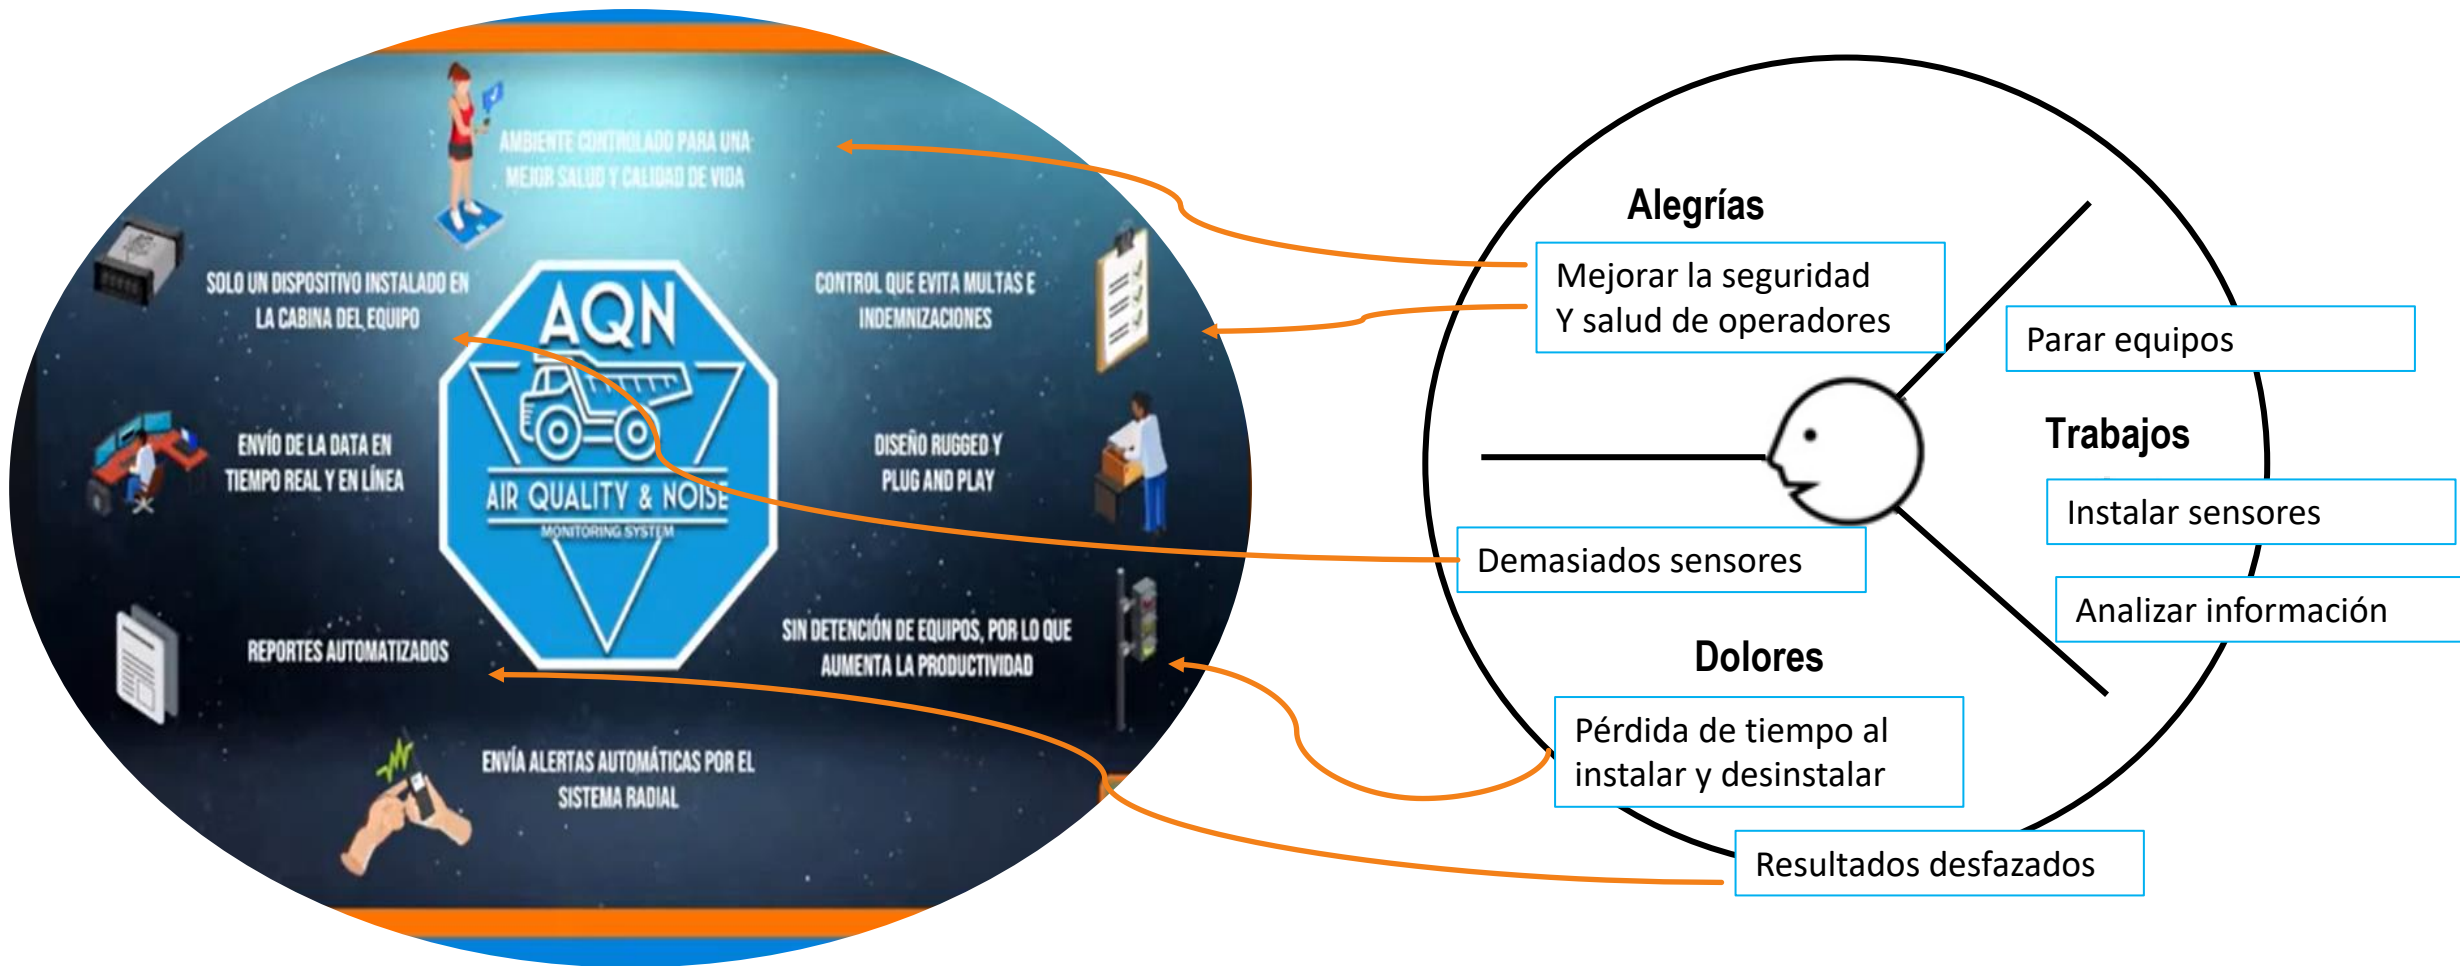 AMBIENTE CONTROLADO PARA UNA
MEJOR SALUD Y CALIDAD DE VIDA
SOLO UN DISPOSITIVO INSTALADO EN
LA CABINA DEL EQUIPO
CONTROL QUE EVITA MULTAS E
INDEMNIZACIONES
ENVÍO DE LA DATA EN
TIEMPO REAL Y EN LÍNEA
DISEÑO RUGGED Y
PLUG AND PLAY
AQN
AIR QUALITY & NOISE
MONITORING SYSTEM
REPORTES AUTOMATIZADOS
SIN DETENCIÓN DE EQUIPOS, POR LO QUE
AUMENTA LA PRODUCTIVIDAD
ENVÍA ALERTAS AUTOMÁTICAS POR EL
SISTEMA RADIAL
Alegrías
Mejorar la seguridad
Y salud de operadores
Parar equipos
Trabajos
Instalar sensores
Analizar información
Demasiados sensores
Dolores
Pérdida de tiempo al
instalar y desinstalar
Resultados desfazados